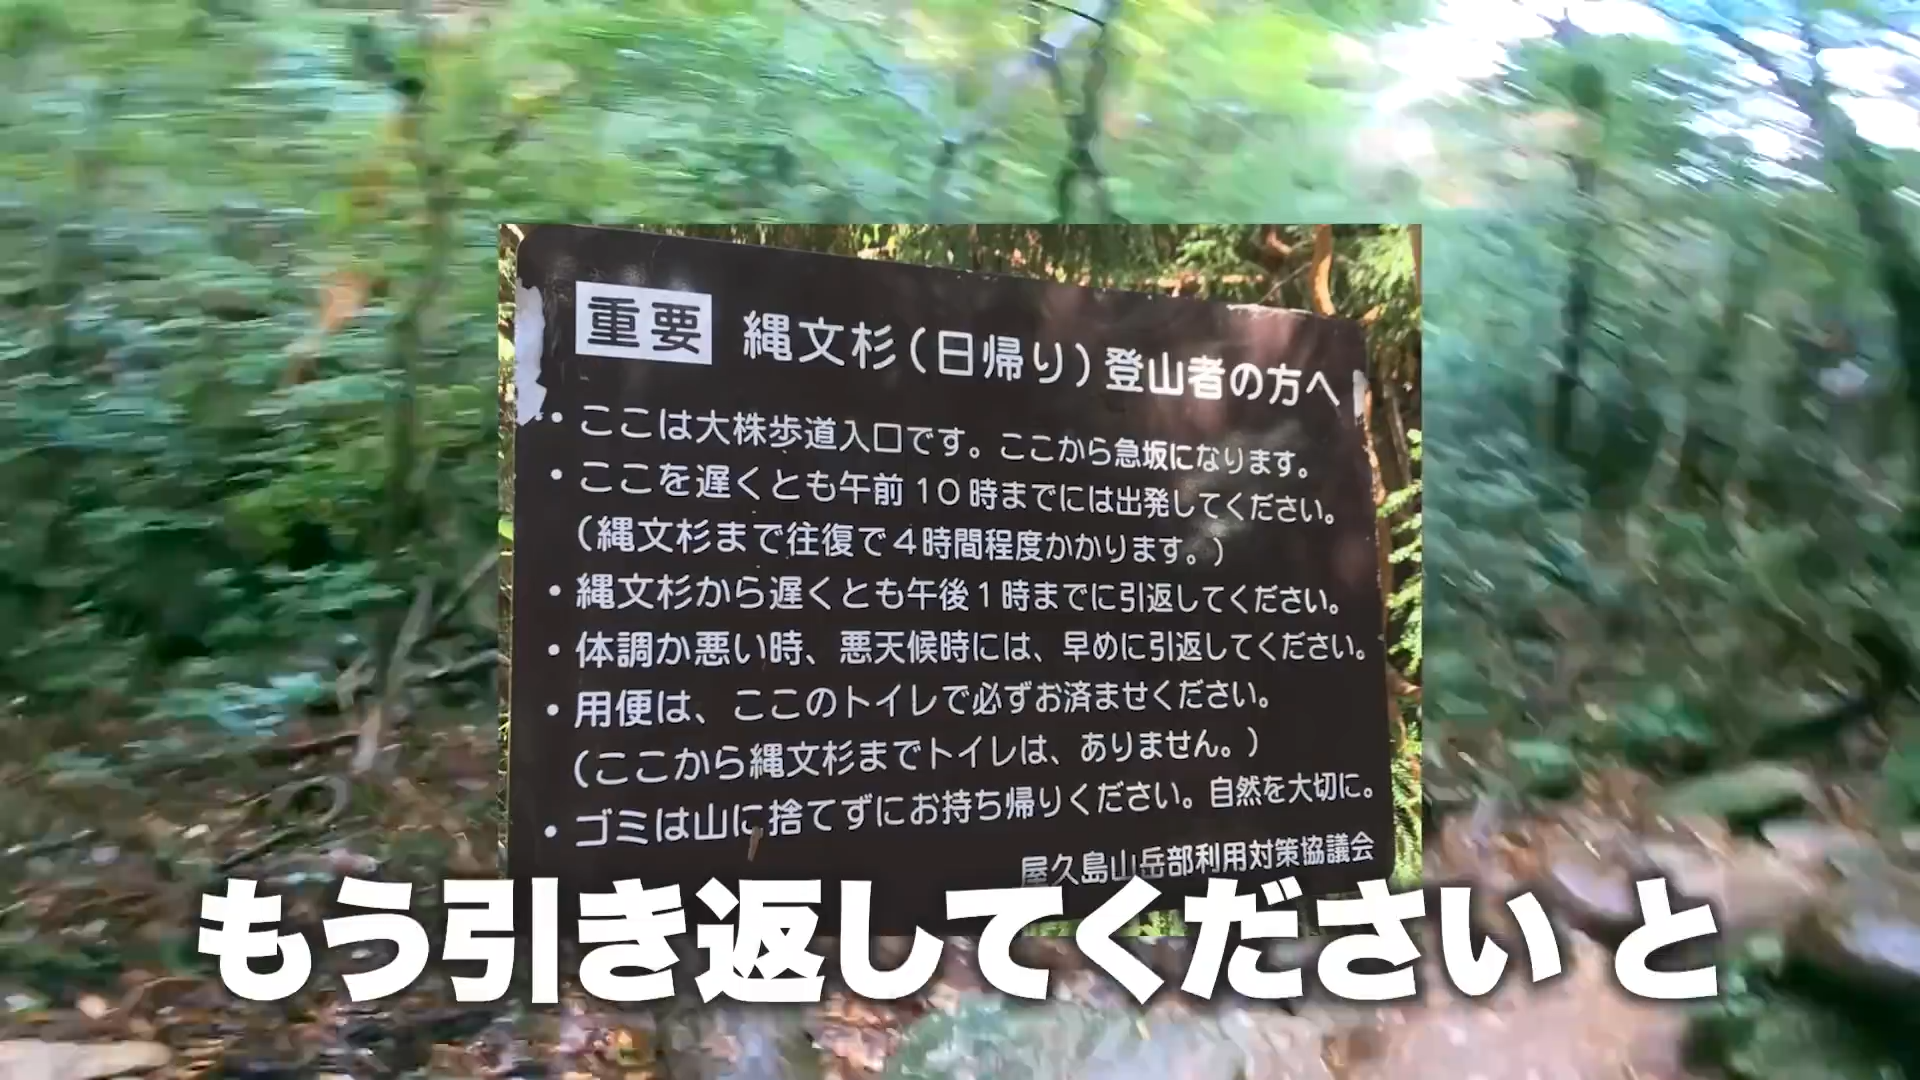 重要 縄文杉(日帰り)登山者の方へ
・ここは大株歩道入口です。ここから急坂になります。
・ここを遅くとも午前10時までには出発してください。
(縄文杉まで往復で4時間程度かかります。)
・縄文杉から遅くとも午後1時までに引返してください。
・体調か悪い時、悪天候時には、早めに引返してください。
・用便は、ここのトイレで必ずお済ませください。
(ここから縄文杉までトイレは、ありません。)
・ゴミは山に捨てずにお持ち帰りください。自然を大切に。
屋久島山岳部利用対策協議会
もう引き返してください と